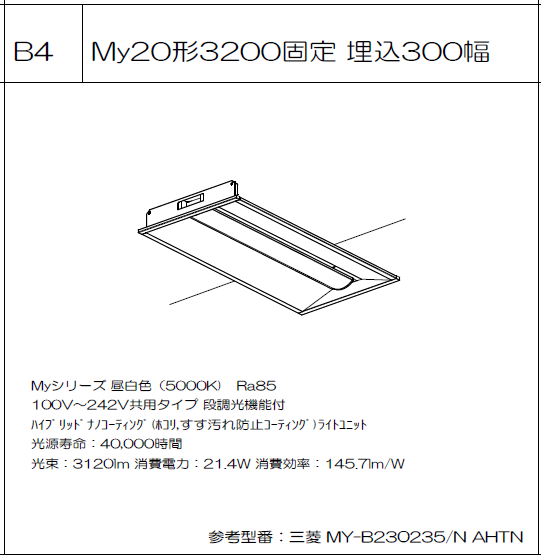 B4 My20形3200固定 埋込300幅
Myシリーズ 昼白色（5000K） Ra85
100V～242V共用タイプ 段調光機能付
ﾊｲﾌﾞﾘｯﾄﾞﾅﾉｺｰﾃｨﾝｸﾞ(ﾎｺﾘ,すす汚れ防止ｺｰﾃｨﾝｸﾞ)ﾗｲﾄﾕﾆｯﾄ
光源寿命：40,000時間
光束：3120lm 消費電力：21.4W 消費効率：145.7lm/W
参考型番：三菱 MY-B230235/N AHTN